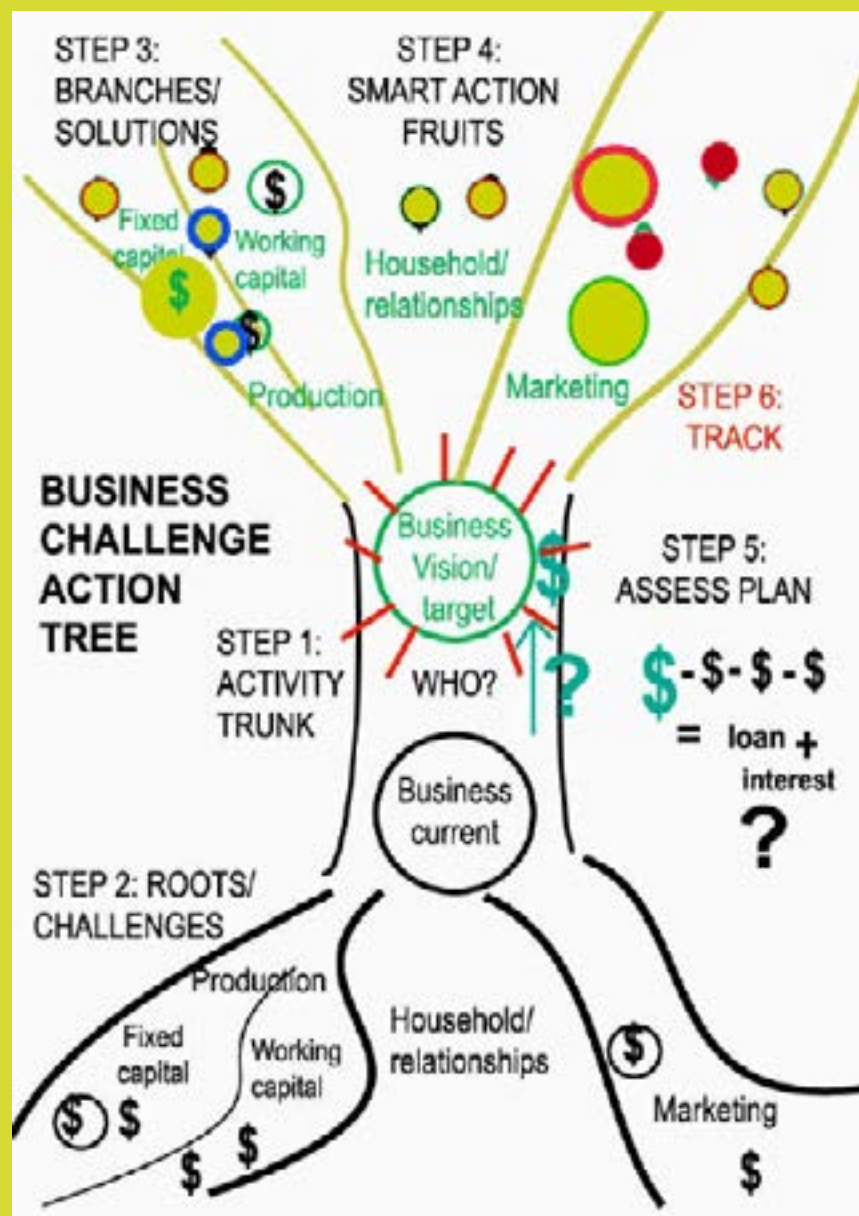 STEP 3:
BRANCHES/
SOLUTIONS
STEP 4:
SMART ACTION
FRUITS
$
Fixed
capital
$
Working
capital
$
Production
Household/
relationships
Marketing
STEP 6:
TRACK
BUSINESS
CHALLENGE
ACTION
TREE
Business
Vision/
target
$
STEP 5:
ASSESS PLAN
$-$-$-$
= loan +
interest
?
STEP 1:
ACTIVITY
TRUNK
WHO?
?
Business
current
STEP 2: ROOTS/
CHALLENGES
Production
Fixed
capital
$ $
Working
capital
$ $
Household/
relationships
$
Marketing
$